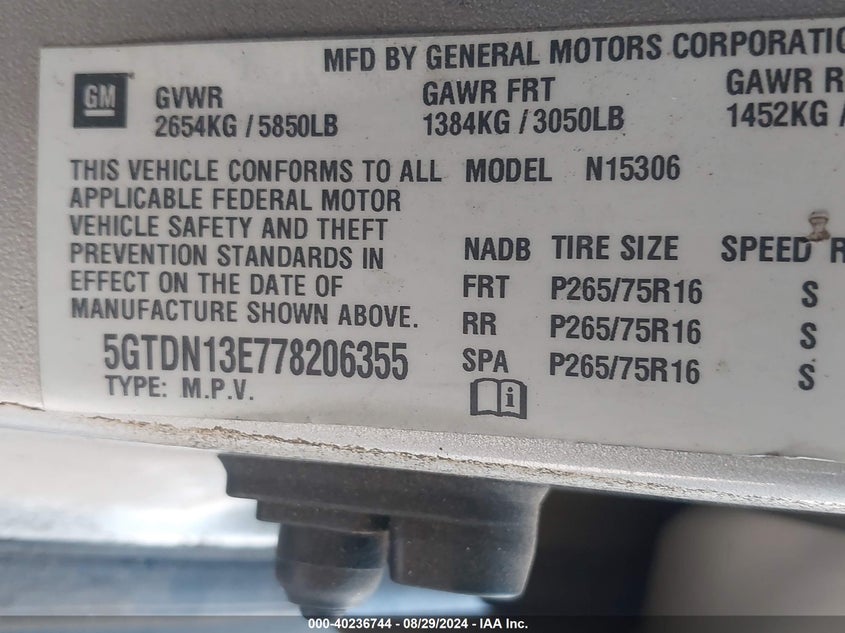 MFD BY GENERAL MOTORS CORPORATIO
GM
GVWR GAWR FRT GAWR R
2654KG / 5850LB 1384KG / 3050LB 1452KG /
THIS VEHICLE CONFORMS TO ALL MODEL N15306
APPLICABLE FEDERAL MOTOR
VEHICLE SAFETY AND THEFT
PREVENTION STANDARDS IN NADB TIRE SIZE SPEED R
EFFECT ON THE DATE OF FRT P265/75R16 S
MANUFACTURE SHOWN ABOVE. RR P265/75R16 S
5GTDN13E778206355 SPA P265/75R16 S
TYPE: M.P.V. i
000-40236744 - 08/29/2024 - IAA Inc.